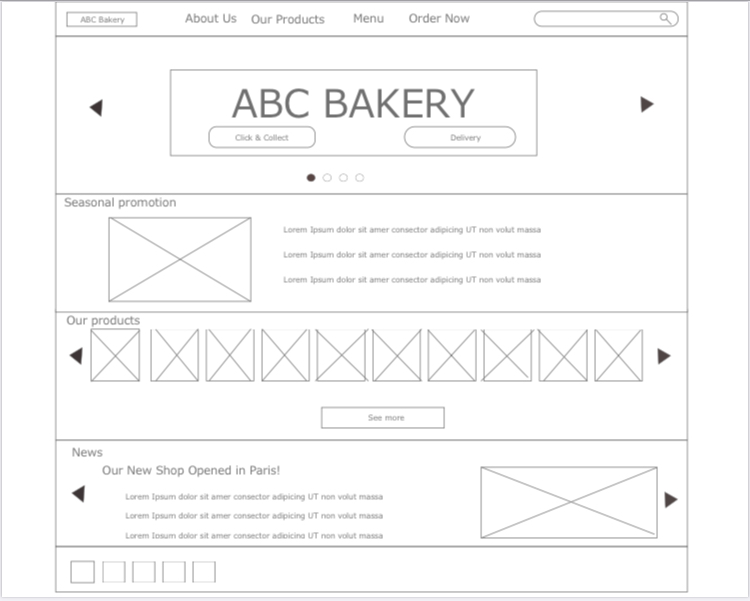 ABC Bakery
About Us
Our Products
Menu
Order Now
ABC BAKERY
Click & Collect
Delivery
Seasonal promotion
Lorem Ipsum dolor sit amer consector adipicing UT non volut massa
Lorem Ipsum dolor sit amer consector adipicing UT non volut massa
Lorem Ipsum dolor sit amer consector adipicing UT non volut massa
Our products
See more
News
Our New Shop Opened in Paris!
Lorem Ipsum dolor sit amer consector adipicing UT non volut massa
Lorem Ipsum dolor sit amer consector adipicing UT non volut massa
Lorem Ipsum dolor sit amer consector adipicing UT non volut massa